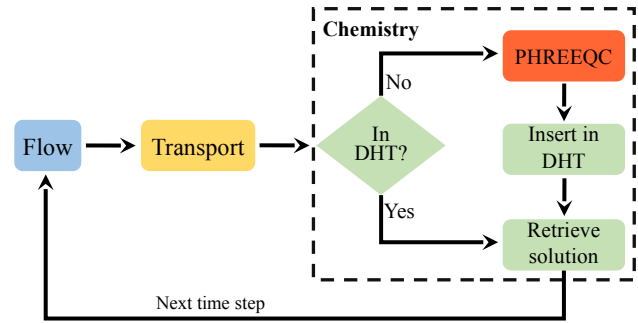 Chemistry
PHREEQC
No
Flow
Transport
In
DHT?
Insert in
DHT
Yes
Retrieve
solution
Next time step